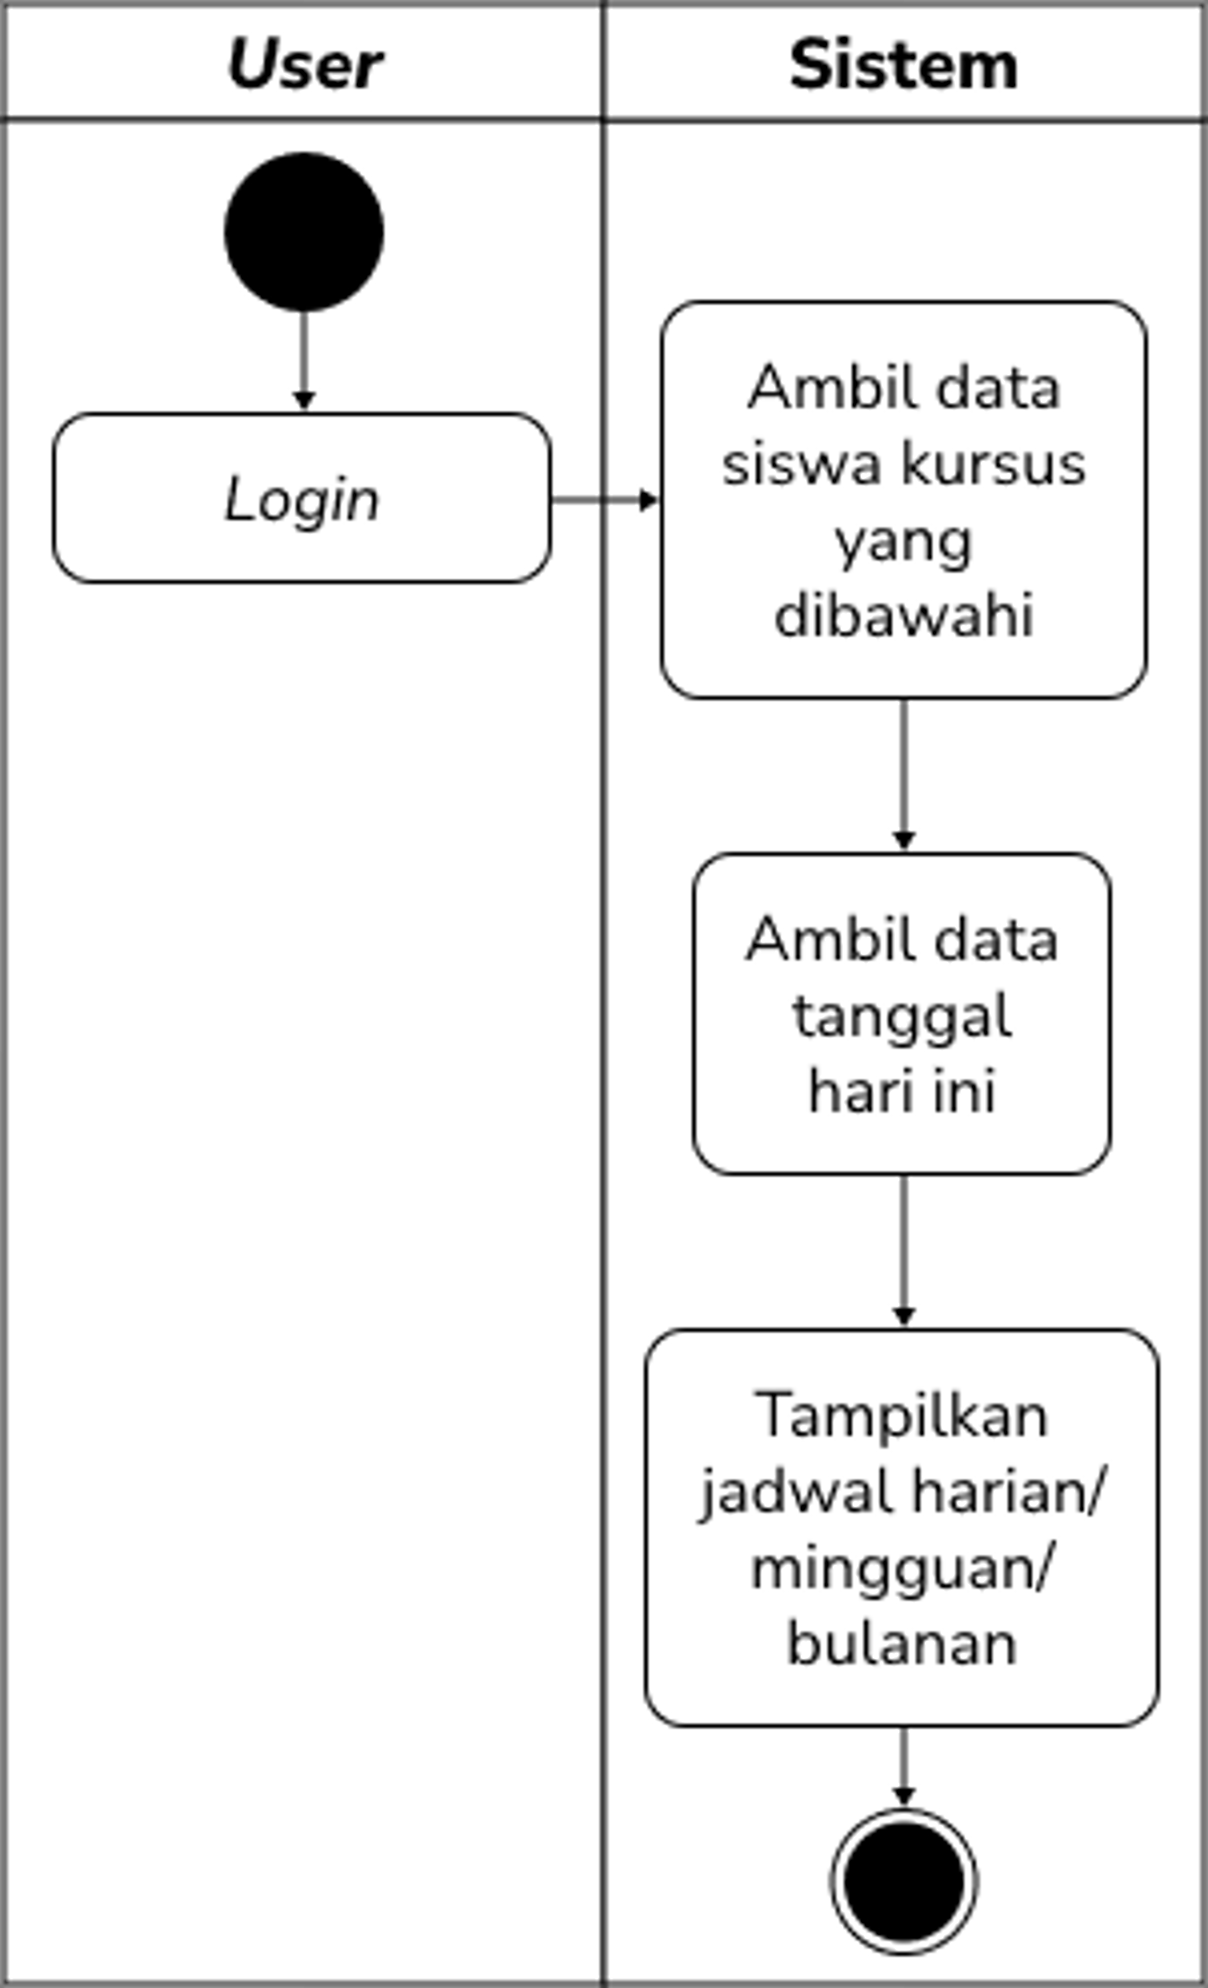 User
Sistem
Login
Ambil data
siswa kursus
yang
dibawahi
Ambil data
tanggal
hari ini
Tampilkan
jadwal harian/
mingguan/
bulanan